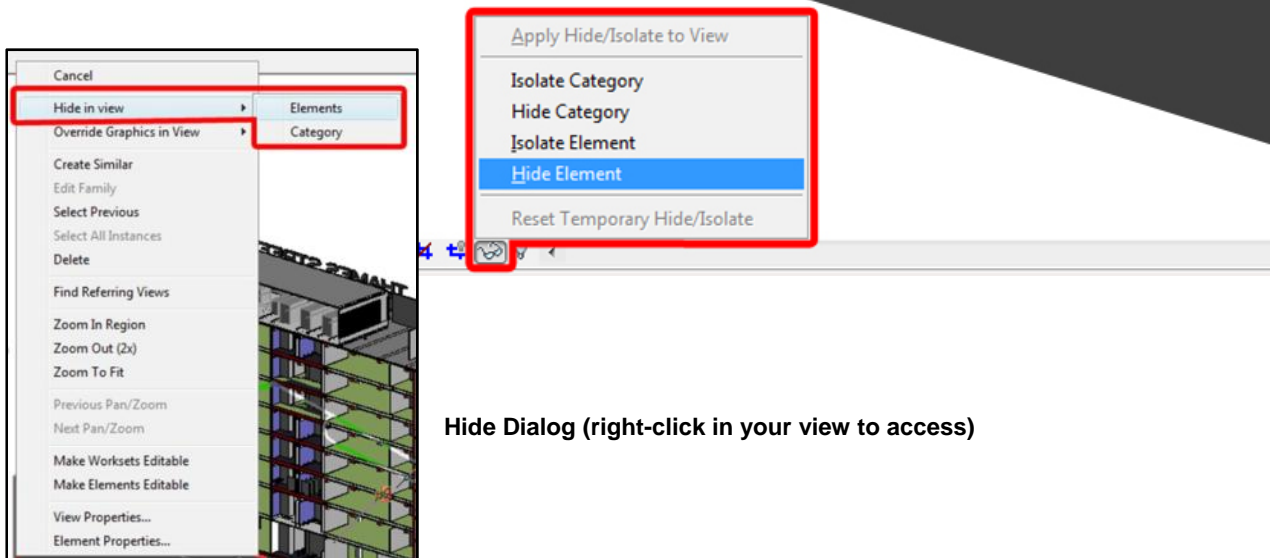 Cancel
Hide in view
Elements
Override Graphics in View
Category
Create Similar
Edit Family
Select Previous
Select All Instances
Delete
Find Referring Views
Zoom In Region
Zoom Out (2x)
Zoom To Fit
Previous Pan/Zoom
Next Pan/Zoom
Make Worksets Editable
Make Elements Editable
View Properties...
Element Properties...
THAMES STREET
Apply Hide/Isolate to View
Isolate Category
Hide Category
Isolate Element
Hide Element
Reset Temporary Hide/Isolate
Hide Dialog (right-click in your view to access)